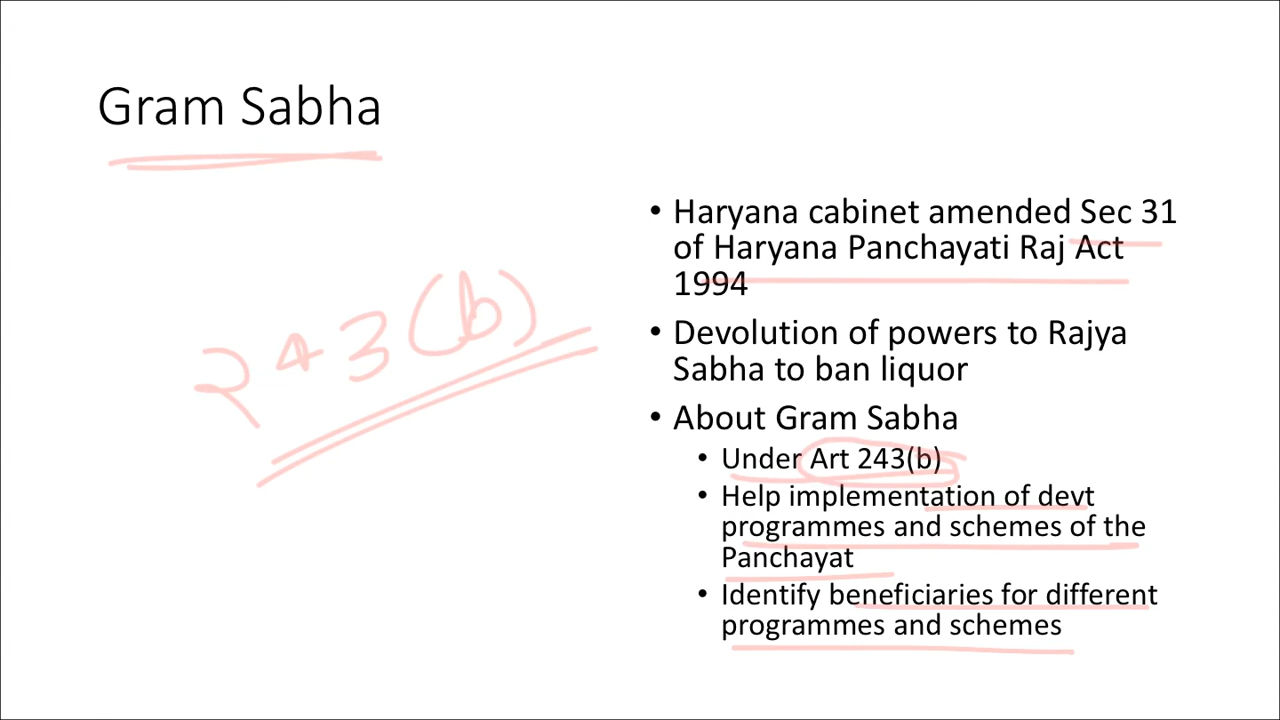 Gram Sabha
243(b)
• Haryana cabinet amended Sec 31
of Haryana Panchayati Raj Act
1994
• Devolution of powers to Rajya
Sabha to ban liquor
• About Gram Sabha
• Under Art 243(b)
• Help implementation of devt
programmes and schemes of the
Panchayat
• Identify beneficiaries for different
programmes and schemes